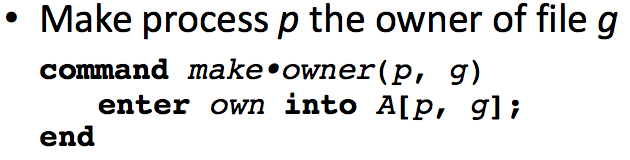 • Make process p the owner of file g
command make•owner(p, g)
enter own into A[p, g];
end